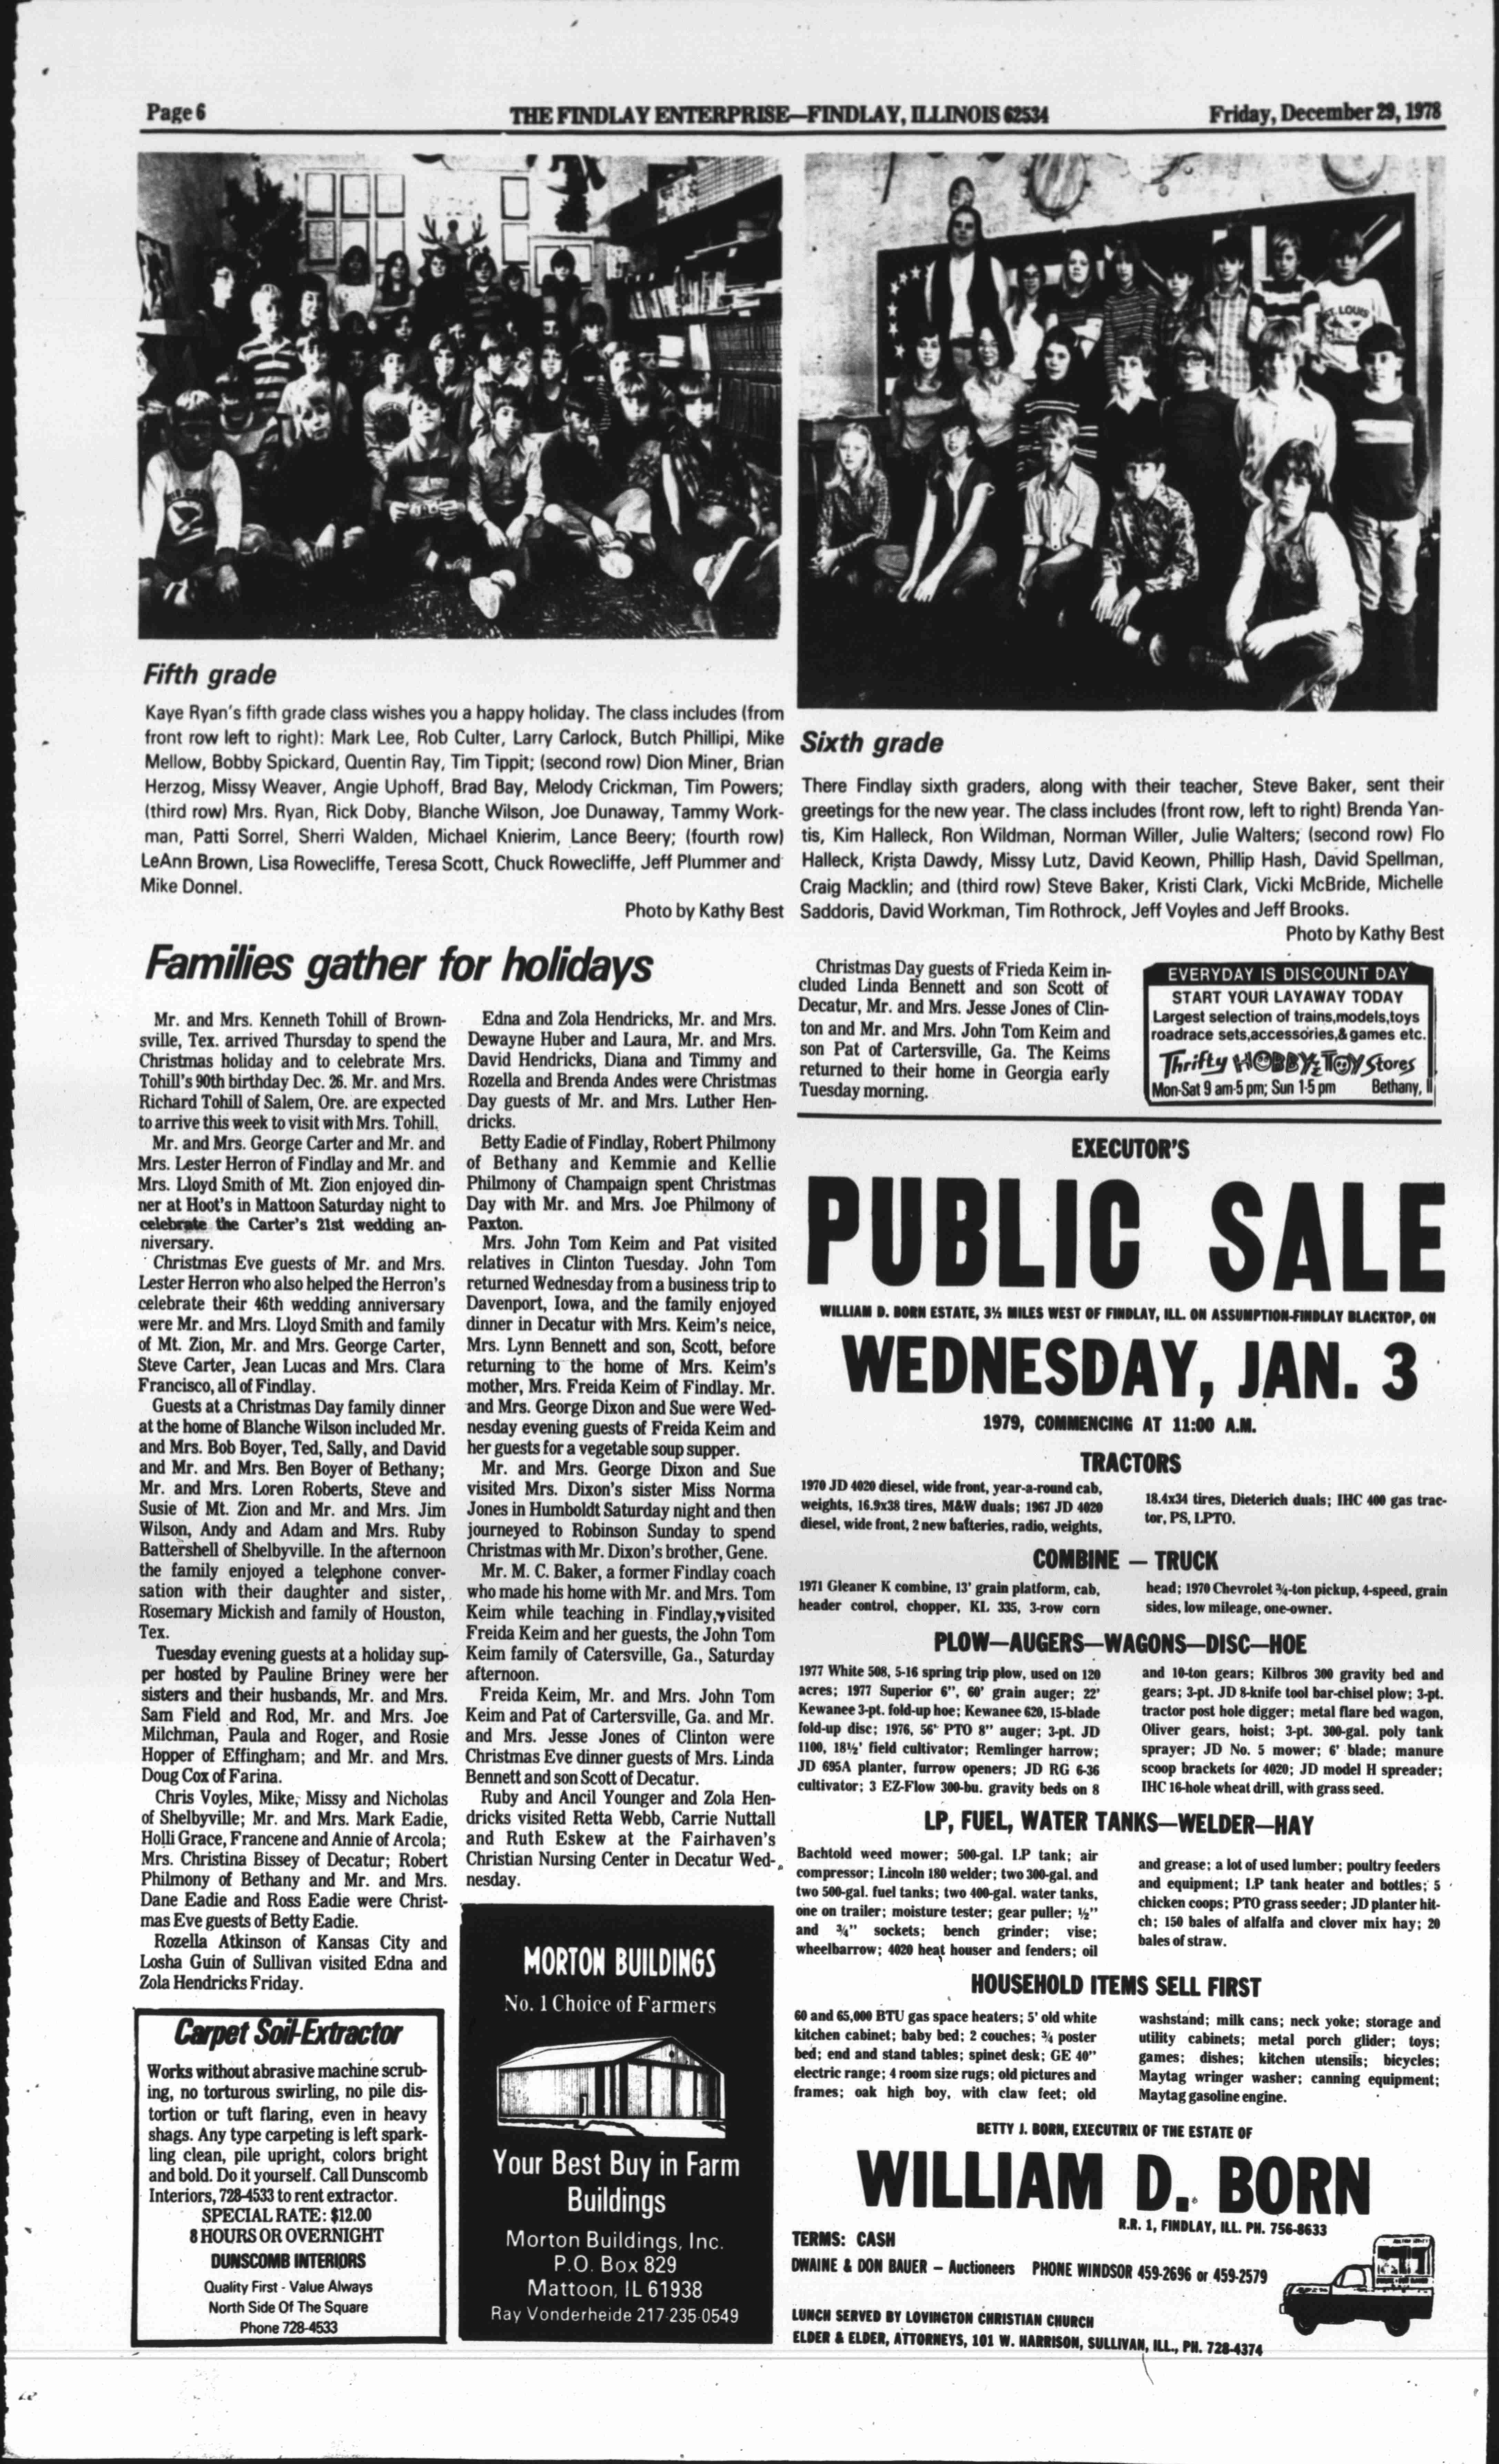 Page 6
THE FINDLAY ENTERPRISE—FINDLAY, ILLINOIS 62534
Friday, December 29, 1978
ST. LOUIS
Fifth grade
Kaye Ryan's fifth grade class wishes you a happy holiday. The class includes (from
front row left to right): Mark Lee, Rob Culter, Larry Carlock, Butch Phillipi, Mike
Mellow, Bobby Spickard, Quentin Ray, Tim Tippit; (second row) Dion Miner, Brian
Herzog, Missy Weaver, Angie Uphoff, Brad Bay, Melody Crickman, Tim Powers;
(third row) Mrs. Ryan, Rick Doby, Blanche Wilson, Joe Dunaway, Tammy Work-
man, Patti Sorrel, Sherri Walden, Michael Knierim, Lance Beery; (fourth row)
LeAnn Brown, Lisa Rowecliffe, Teresa Scott, Chuck Rowecliffe, Jeff Plummer and
Mike Donnel.
Photo by Kathy Best
Sixth grade
There Findlay sixth graders, along with their teacher, Steve Baker, sent their
greetings for the new year. The class includes (front row, left to right) Brenda Yan-
tis, Kim Halleck, Ron Wildman, Norman Willer, Julie Walters; (second row) Flo
Halleck, Krista Dawdy, Missy Lutz, David Keown, Phillip Hash, David Spellman,
Craig Macklin; and (third row) Steve Baker, Kristi Clark, Vicki McBride, Michelle
Saddoris, David Workman, Tim Rothrock, Jeff Voyles and Jeff Brooks.
Photo by Kathy Best
Families gather for holidays
Mr. and Mrs. Kenneth Tohill of Brown-
sville, Tex. arrived Thursday to spend the
Christmas holiday and to celebrate Mrs.
Tohill's 90th birthday Dec. 26. Mr. and Mrs.
Richard Tohill of Salem, Ore. are expected
to arrive this week to visit with Mrs. Tohill.
Mr. and Mrs. George Carter and Mr. and
Mrs. Lester Herron of Findlay and Mr. and
Mrs. Lloyd Smith of Mt. Zion enjoyed din-
ner at Hoot's in Mattoon Saturday night to
celebrate the Carter's 21st wedding an-
niversary.
Christmas Eve guests of Mr. and Mrs.
Lester Herron who also helped the Herron's
celebrate their 46th wedding anniversary
were Mr. and Mrs. Lloyd Smith and family
of Mt. Zion, Mr. and Mrs. George Carter,
Steve Carter, Jean Lucas and Mrs. Clara
Francisco, all of Findlay.
Guests at a Christmas Day family dinner
at the home of Blanche Wilson included Mr.
and Mrs. Bob Boyer, Ted, Sally, and David
and Mr. and Mrs. Ben Boyer of Bethany;
Mr. and Mrs. Loren Roberts, Steve and
Susie of Mt. Zion and Mr. and Mrs. Jim
Wilson, Andy and Adam and Mrs. Ruby
Battershell of Shelbyville. In the afternoon
the family enjoyed a telephone conver-
sation with their daughter and sister,
Rosemary Mickish and family of Houston,
Tex.
Tuesday evening guests at a holiday sup-
per hosted by Pauline Briney were her
sisters and their husbands, Mr. and Mrs.
Sam Field and Rod, Mr. and Mrs. Joe
Milchman, Paula and Roger, and Rosie
Hopper of Effingham; and Mr. and Mrs.
Doug Cox of Farina.
Chris Voyles, Mike, Missy and Nicholas
of Shelbyville; Mr. and Mrs. Mark Eadie,
Holli Grace, Francene and Annie of Arcola;
Mrs. Christina Bissey of Decatur; Robert
Philmony of Bethany and Mr. and Mrs.
Dane Eadie and Ross Eadie were Christ-
mas Eve guests of Betty Eadie.
Rozella Atkinson of Kansas City and
Losha Guin of Sullivan visited Edna and
Zola Hendricks Friday.
Edna and Zola Hendricks, Mr. and Mrs.
Dewayne Huber and Laura, Mr. and Mrs.
David Hendricks, Diana and Timmy and
Rozella and Brenda Andes were Christmas
Day guests of Mr. and Mrs. Luther Hen-
dricks.
Betty Eadie of Findlay, Robert Philmony
of Bethany and Kemmie and Kellie
Philmony of Champaign spent Christmas
Day with Mr. and Mrs. Joe Philmony of
Paxton.
Mrs. John Tom Keim and Pat visited
relatives in Clinton Tuesday. John Tom
returned Wednesday from a business trip to
Davenport, Iowa, and the family enjoyed
dinner in Decatur with Mrs. Keim's neice,
Mrs. Lynn Bennett and son, Scott, before
returning to the home of Mrs. Keim's
mother, Mrs. Freida Keim of Findlay. Mr.
and Mrs. George Dixon and Sue were Wed-
nesday evening guests of Freida Keim and
her guests for a vegetable soup supper.
Mr. and Mrs. George Dixon and Sue
visited Mrs. Dixon's sister Miss Norma
Jones in Humboldt Saturday night and then
journeyed to Robinson Sunday to spend
Christmas with Mr. Dixon's brother, Gene.
Mr. M. C. Baker, a former Findlay coach
who made his home with Mr. and Mrs. Tom
Keim while teaching in Findlay, visited
Freida Keim and her guests, the John Tom
Keim family of Catersville, Ga., Saturday
afternoon.
Freida Keim, Mr. and Mrs. John Tom
Keim and Pat of Cartersville, Ga. and Mr.
and Mrs. Jesse Jones of Clinton were
Christmas Eve dinner guests of Mrs. Linda
Bennett and son Scott of Decatur.
Ruby and Ancil Younger and Zola Hen-
dricks visited Retta Webb, Carrie Nuttall
and Ruth Eskew at the Fairhaven's
Christian Nursing Center in Decatur Wed-
nesday.
Christmas Day guests of Frieda Keim in-
cluded Linda Bennett and son Scott of
Decatur, Mr. and Mrs. Jesse Jones of Clin-
ton and Mr. and Mrs. John Tom Keim and
son Pat of Cartersville, Ga. The Keims
returned to their home in Georgia early
Tuesday morning.
EVERYDAY IS DISCOUNT DAY
START YOUR LAYAWAY TODAY
Largest selection of trains,models,toys
roadrace sets,accessories,& games etc.
Thrifty HOBBY & TOY Stores
Mon-Sat 9 am-5 pm; Sun 1-5 pm Bethany, Il
Carpet Soil-Extractor
Works without abrasive machine scrub-
ing, no torturous swirling, no pile dis-
tortion or tuft flaring, even in heavy
shags. Any type carpeting is left spark-
ling clean, pile upright, colors bright
and bold. Do it yourself. Call Dunscomb
Interiors, 728-4533 to rent extractor.
SPECIAL RATE: $12.00
8 HOURS OR OVERNIGHT
DUNSCOMB INTERIORS
Quality First - Value Always
North Side Of The Square
Phone 728-4533
MORTON BUILDINGS
No. 1 Choice of Farmers
Your Best Buy in Farm
Buildings
Morton Buildings, Inc.
P.O. Box 829
Mattoon, IL 61938
Ray Vonderheide 217-235-0549
EXECUTOR'S
PUBLIC SALE
WILLIAM D. BORN ESTATE, 3½ MILES WEST OF FINDLAY, ILL. ON ASSUMPTION-FINDLAY BLACKTOP, ON
WEDNESDAY, JAN. 3
1979, COMMENCING AT 11:00 A.M.
TRACTORS
1970 JD 4020 diesel, wide front, year-a-round cab,
weights, 16.9x38 tires, M&W duals; 1967 JD 4020
diesel, wide front, 2 new batteries, radio, weights,
18.4x34 tires, Dieterich duals; IHC 400 gas trac-
tor, PS, LPTO.
COMBINE — TRUCK
1971 Gleaner K combine, 13' grain platform, cab,
header control, chopper, KL 335, 3-row corn
head; 1970 Chevrolet ¾-ton pickup, 4-speed, grain
sides, low mileage, one-owner.
PLOW—AUGERS—WAGONS—DISC—HOE
1977 White 508, 5-16 spring trip plow, used on 120
acres; 1977 Superior 6", 60' grain auger; 22'
Kewanee 3-pt. fold-up hoe; Kewanee 620, 15-blade
fold-up disc; 1976, 56' PTO 8" auger; 3-pt. JD
1100, 18½' field cultivator; Remlinger harrow;
JD 695A planter, furrow openers; JD RG 6-36
cultivator; 3 EZ-Flow 300-bu. gravity beds on 8
and 10-ton gears; Kilbros 300 gravity bed and
gears; 3-pt. JD 8-knife tool bar-chisel plow; 3-pt.
tractor post hole digger; metal flare bed wagon,
Oliver gears, hoist; 3-pt. 300-gal. poly tank
sprayer; JD No. 5 mower; 6' blade; manure
scoop brackets for 4020; JD model H spreader;
IHC 16-hole wheat drill, with grass seed.
LP, FUEL, WATER TANKS—WELDER—HAY
Bachtold weed mower; 500-gal. LP tank; air
compressor; Lincoln 180 welder; two 300-gal. and
two 500-gal. fuel tanks; two 400-gal. water tanks,
one on trailer; moisture tester; gear puller; ½"
and ¾" sockets; bench grinder; vise;
wheelbarrow; 4020 heat houser and fenders; oil
and grease; a lot of used lumber; poultry feeders
and equipment; LP tank heater and bottles; 5
chicken coops; PTO grass seeder; JD planter hit-
ch; 150 bales of alfalfa and clover mix hay; 20
bales of straw.
HOUSEHOLD ITEMS SELL FIRST
60 and 65,000 BTU gas space heaters; 5' old white
kitchen cabinet; baby bed; 2 couches; ¾ poster
bed; end and stand tables; spinet desk; GE 40"
electric range; 4 room size rugs; old pictures and
frames; oak high boy, with claw feet; old
washstand; milk cans; neck yoke; storage and
utility cabinets; metal porch glider; toys;
games; dishes; kitchen utensils; bicycles;
Maytag wringer washer; canning equipment;
Maytag gasoline engine.
BETTY J. BORN, EXECUTRIX OF THE ESTATE OF
WILLIAM D. BORN
R.R. 1, FINDLAY, ILL. PH. 756-8633
TERMS: CASH
DWAINE & DON BAUER — Auctioneers PHONE WINDSOR 459-2696 or 459-2579
LUNCH SERVED BY LOVINGTON CHRISTIAN CHURCH
ELDER & ELDER, ATTORNEYS, 101 W. HARRISON, SULLIVAN, ILL., PH. 728-4374